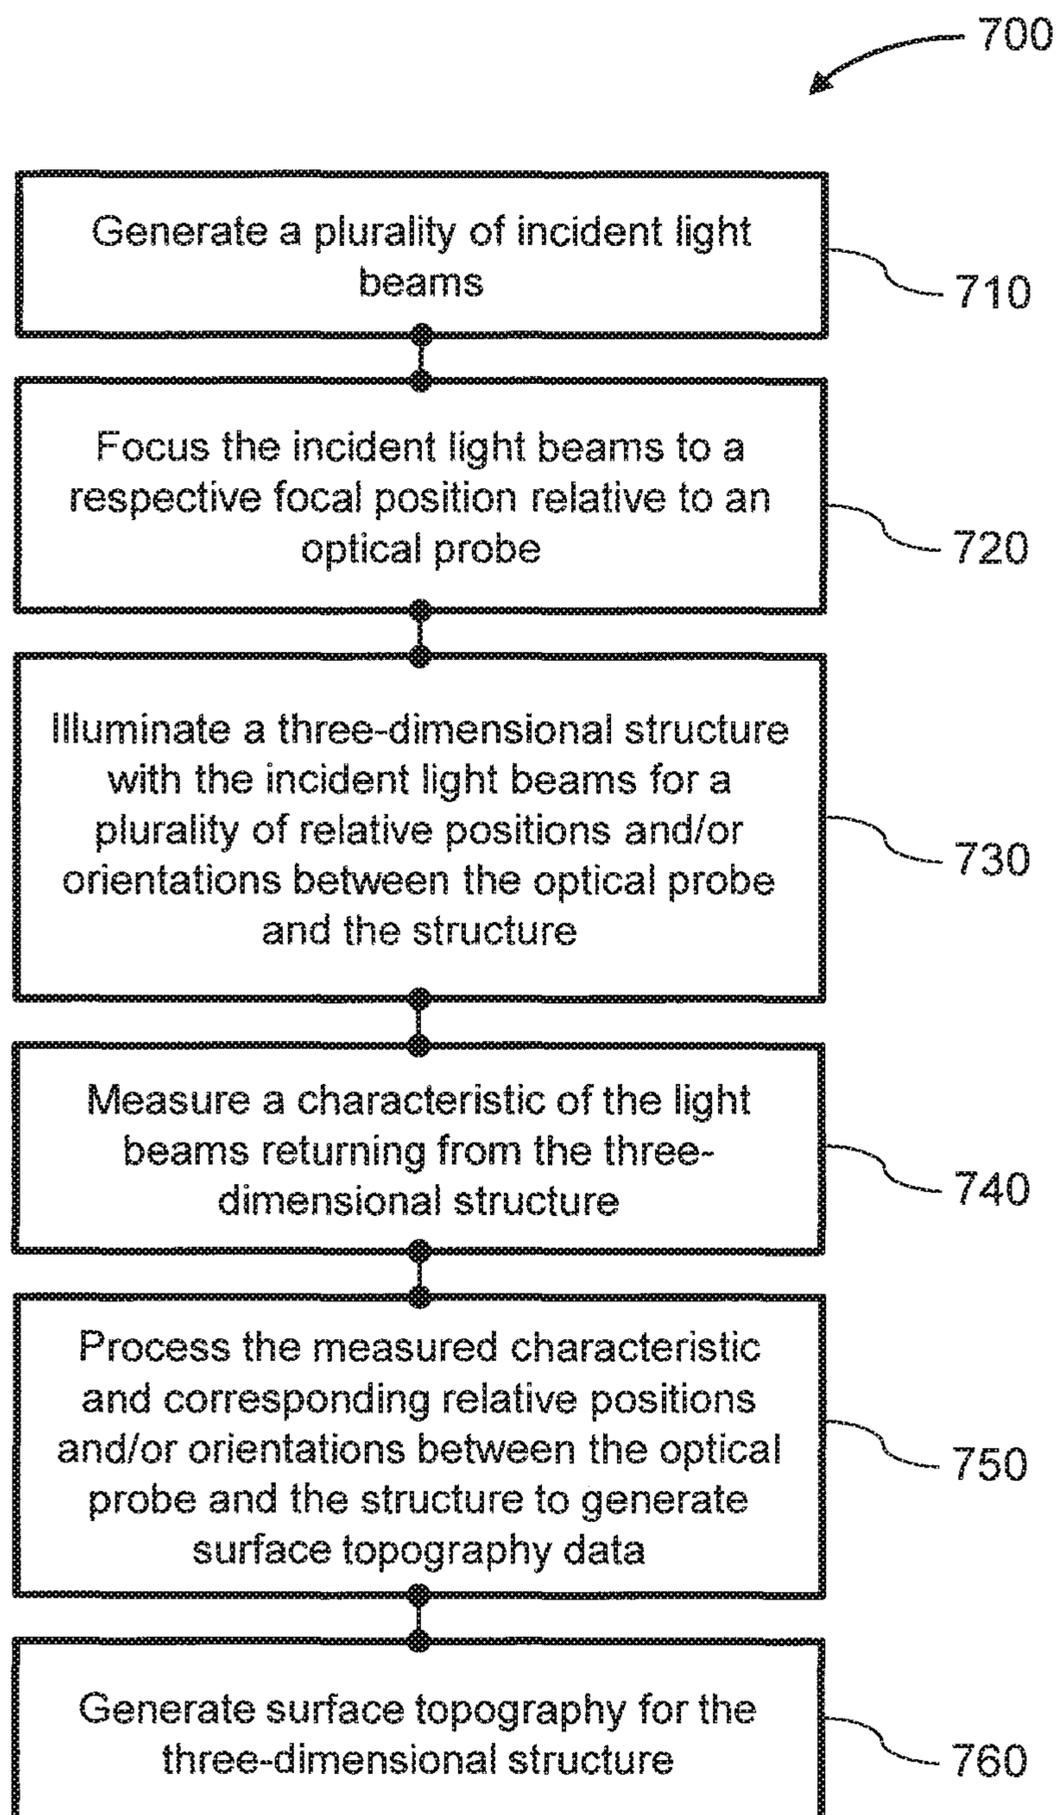 700
Generate a plurality of incident light
beams
710
Focus the incident light beams to a
respective focal position relative to an
optical probe
720
Illuminate a three-dimensional structure
with the incident light beams for a
plurality of relative positions and/or
orientations between the optical probe
and the structure
730
Measure a characteristic of the light
beams returning from the three-
dimensional structure
740
Process the measured characteristic
and corresponding relative positions
and/or orientations between the optical
probe and the structure to generate
surface topography data
750
Generate surface topography for the
three-dimensional structure
760